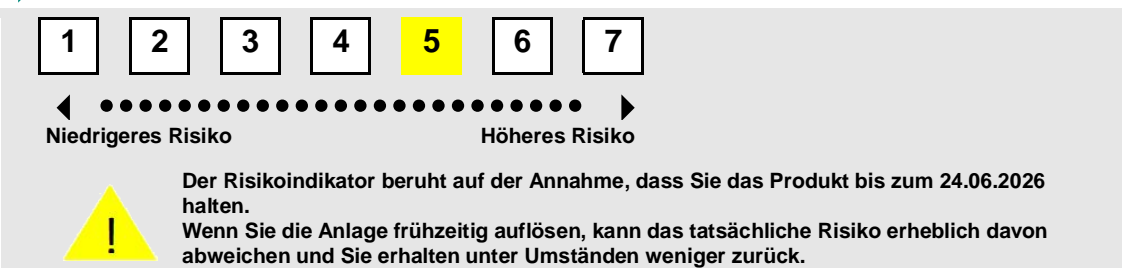 1 2 3 4 5 6 7
Niedrigeres Risiko Höheres Risiko
Der Risikoindikator beruht auf der Annahme, dass Sie das Produkt bis zum 24.06.2026
halten.
Wenn Sie die Anlage frühzeitig auflösen, kann das tatsächliche Risiko erheblich davon
abweichen und Sie erhalten unter Umständen weniger zurück.
!